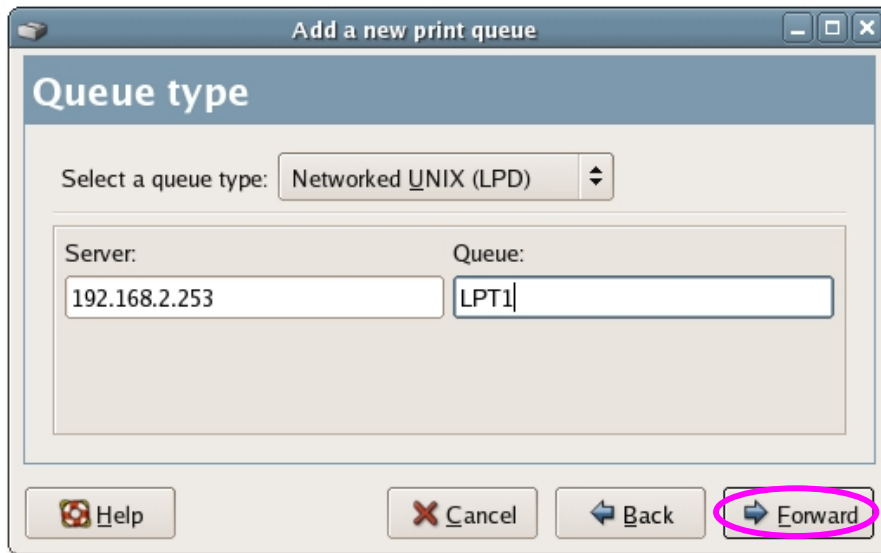 Add a new print queue
Queue type
Select a queue type: Networked UNIX (LPD)
Server: Queue:
192.168.2.253 LPT1
Help Cancel Back Forward